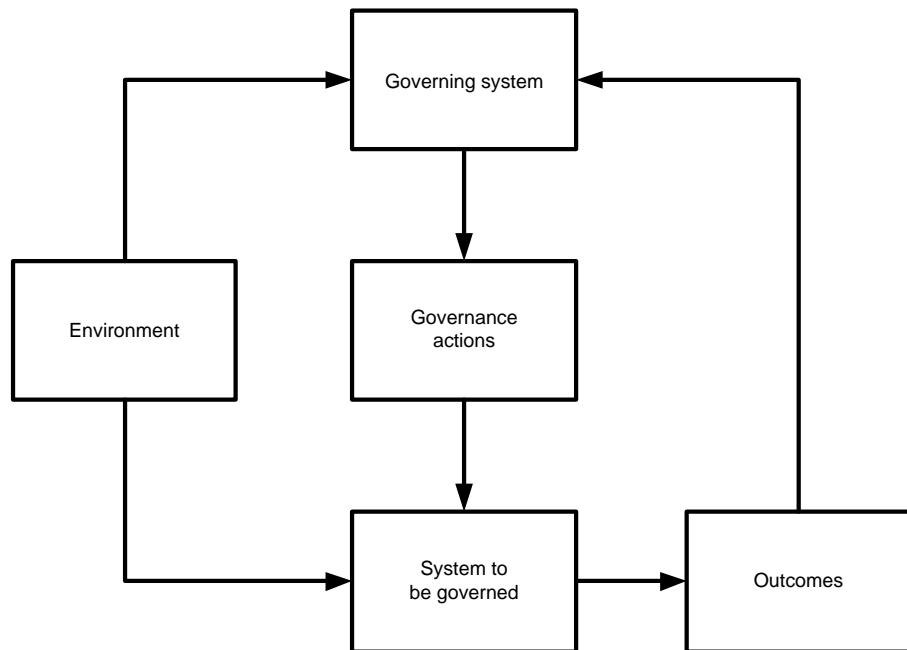 Governing system
Environment
Governance
actions
System to
be governed
Outcomes